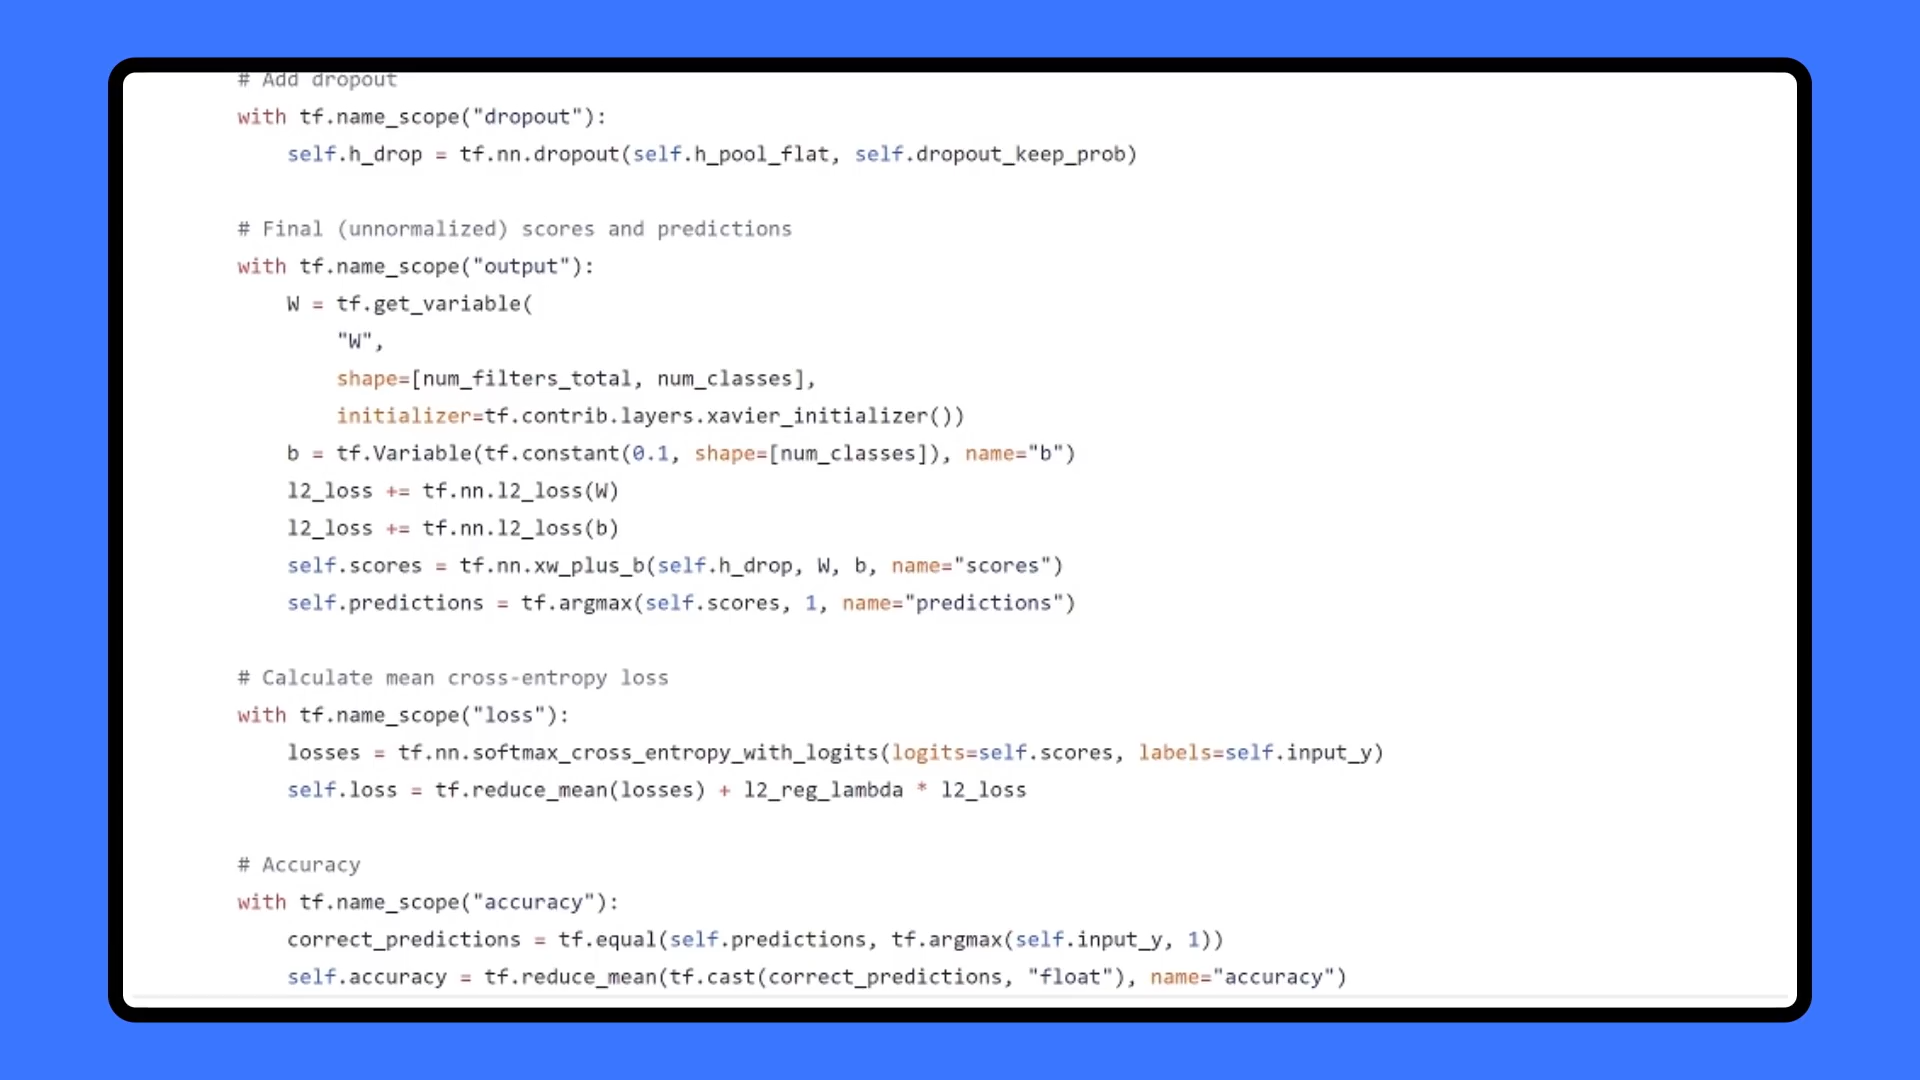 # Add dropout
with tf.name_scope("dropout"):
    self.h_drop = tf.nn.dropout(self.h_pool_flat, self.dropout_keep_prob)

# Final (unnormalized) scores and predictions
with tf.name_scope("output"):
    W = tf.get_variable(
        "W",
        shape=[num_filters_total, num_classes],
        initializer=tf.contrib.layers.xavier_initializer())
    b = tf.Variable(tf.constant(0.1, shape=[num_classes]), name="b")
    l2_loss += tf.nn.l2_loss(W)
    l2_loss += tf.nn.l2_loss(b)
    self.scores = tf.nn.xw_plus_b(self.h_drop, W, b, name="scores")
    self.predictions = tf.argmax(self.scores, 1, name="predictions")

# Calculate mean cross-entropy loss
with tf.name_scope("loss"):
    losses = tf.nn.softmax_cross_entropy_with_logits(logits=self.scores, labels=self.input_y)
    self.loss = tf.reduce_mean(losses) + l2_reg_lambda * l2_loss

# Accuracy
with tf.name_scope("accuracy"):
    correct_predictions = tf.equal(self.predictions, tf.argmax(self.input_y, 1))
    self.accuracy = tf.reduce_mean(tf.cast(correct_predictions, "float"), name="accuracy")